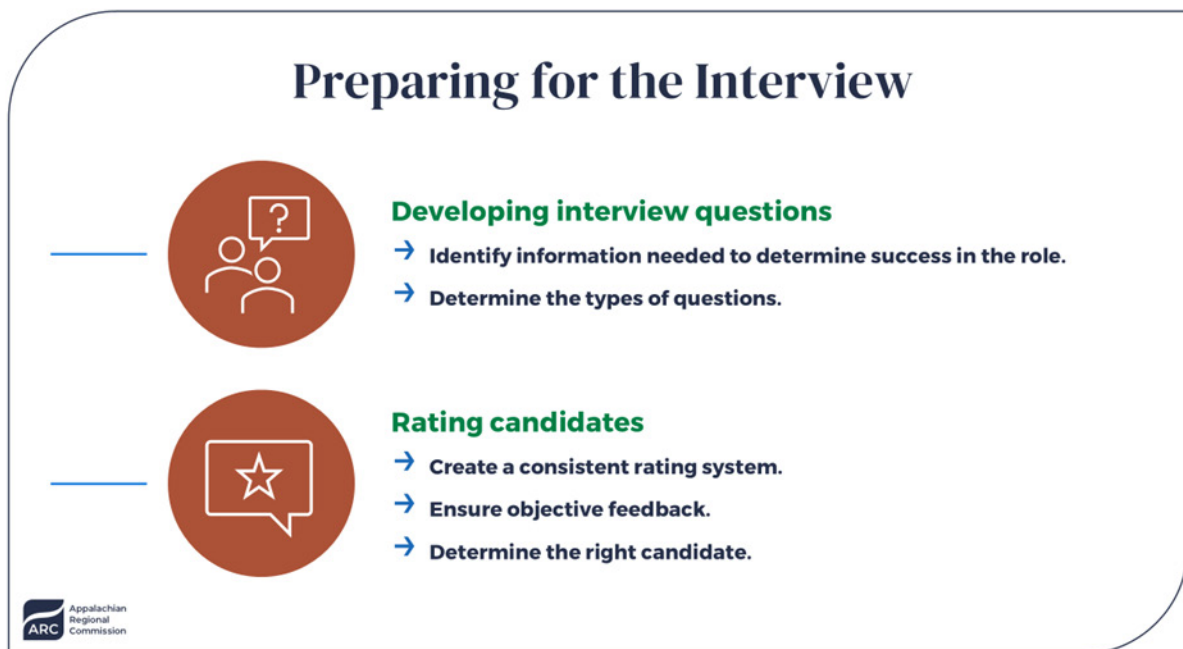 Preparing for the Interview
?
Developing interview questions
→ Identify information needed to determine success in the role.
→ Determine the types of questions.
Rating candidates
→ Create a consistent rating system.
→ Ensure objective feedback.
→ Determine the right candidate.
ARC
Appalachian
Regional
Commission